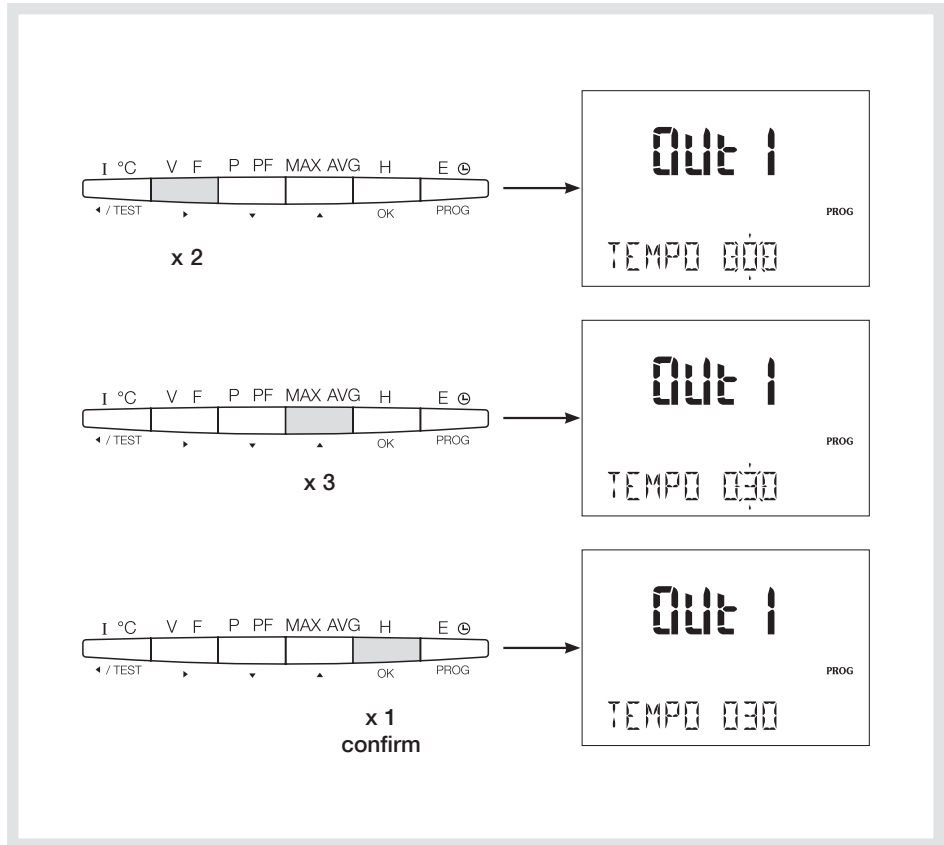 I °C V F P PF MAX AVG H E
/ TEST OK PROG
x 2
Out 1
PROG
TEMPO 000
I °C V F P PF MAX AVG H E
/ TEST OK PROG
x 3
Out 1
PROG
TEMPO 030
I °C V F P PF MAX AVG H E
/ TEST OK PROG
x 1
confirm
Out 1
PROG
TEMPO 030